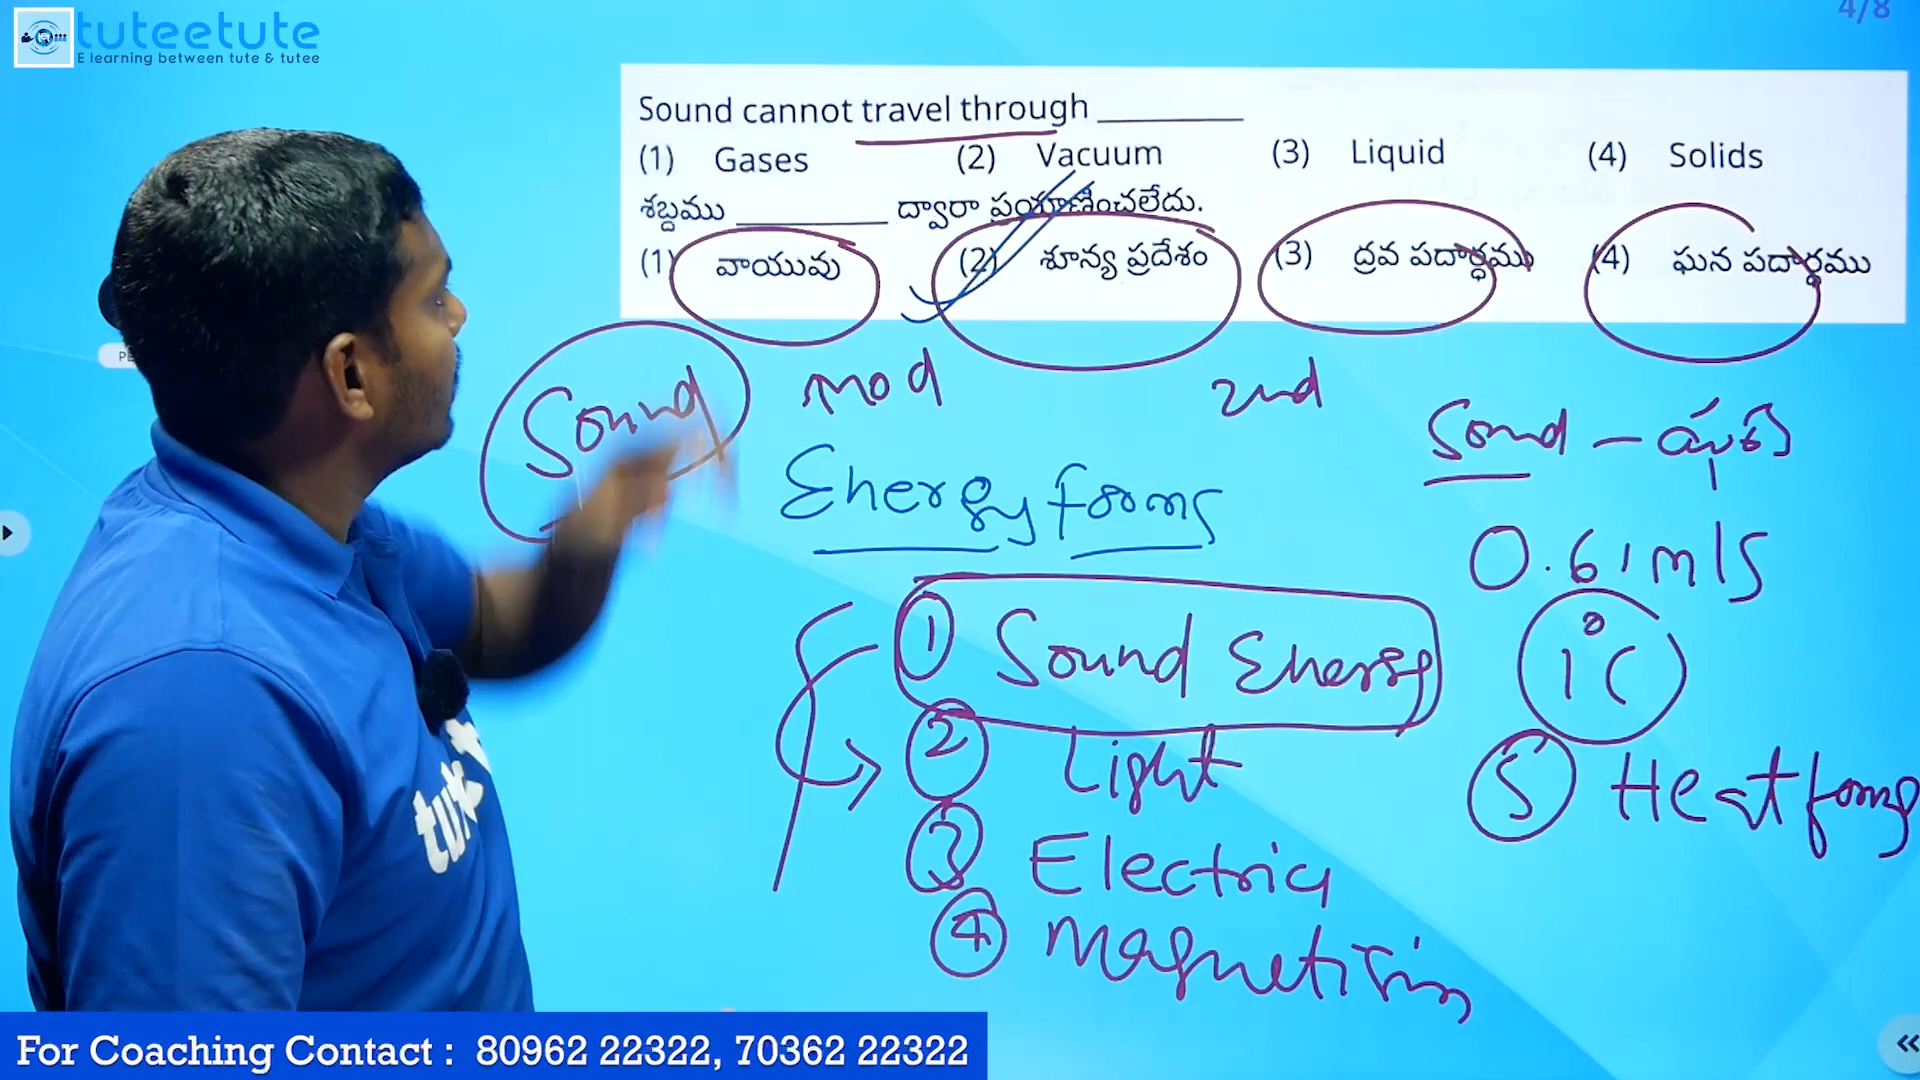 4/8
tuteetute
E learning between tute & tutee
Sound cannot travel through ________
(1) Gases (2) Vacuum (3) Liquid (4) Solids
శబ్దము ________ ద్వారా ప్రయాణించలేదు.
(1) వాయువు (2) శూన్య ప్రదేశం (3) ద్రవ పదార్థము (4) ఘన పదార్థము
Sound mod 2nd
Sound –
Energy forms
0.61 m/s
① Sound Energy
1°C
② Light
⑤ Heat forms
③ Electric
④ Magnetism
tut
For Coaching Contact : 80962 22322, 70362 22322